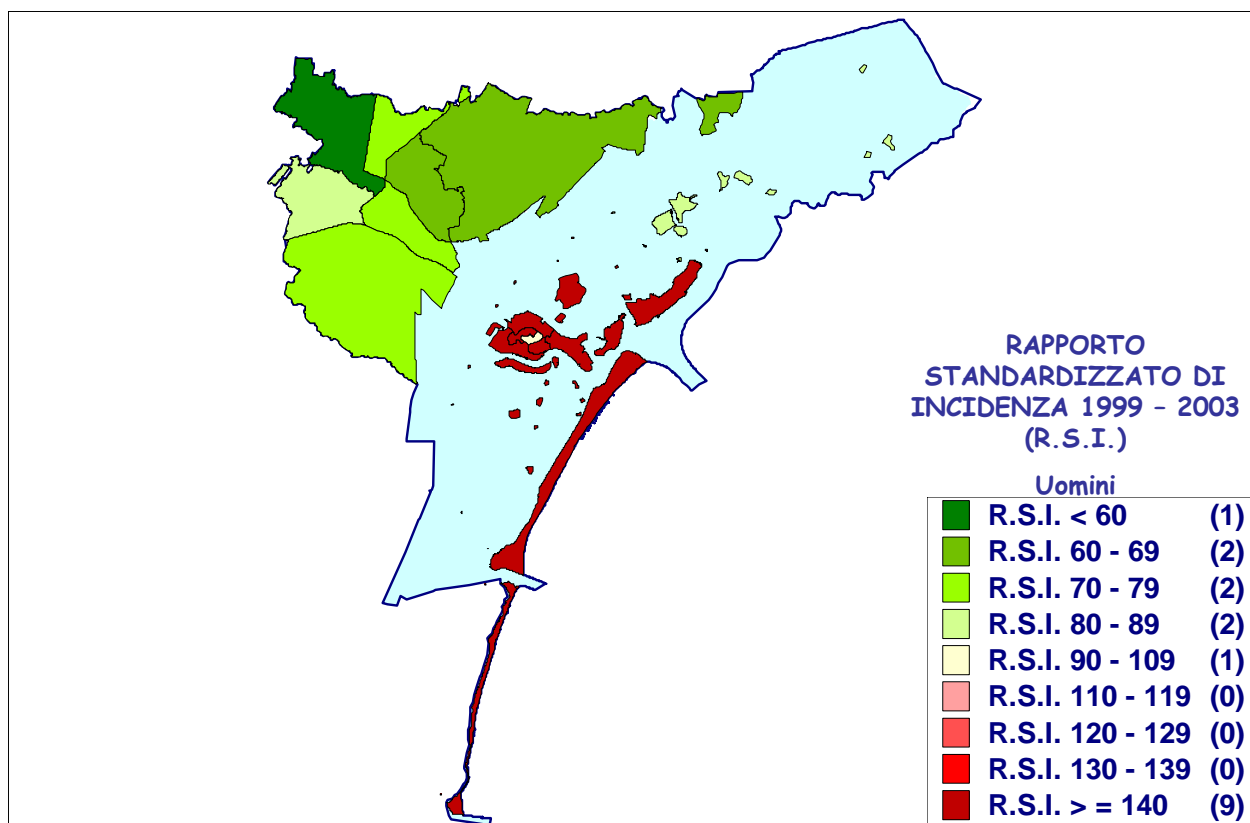 RAPPORTO
STANDARDIZZATO DI
INCIDENZA 1999 – 2003
(R.S.I.)
Uomini
R.S.I. < 60 (1)
R.S.I. 60 - 69 (2)
R.S.I. 70 - 79 (2)
R.S.I. 80 - 89 (2)
R.S.I. 90 - 109 (1)
R.S.I. 110 - 119 (0)
R.S.I. 120 - 129 (0)
R.S.I. 130 - 139 (0)
R.S.I. > = 140 (9)